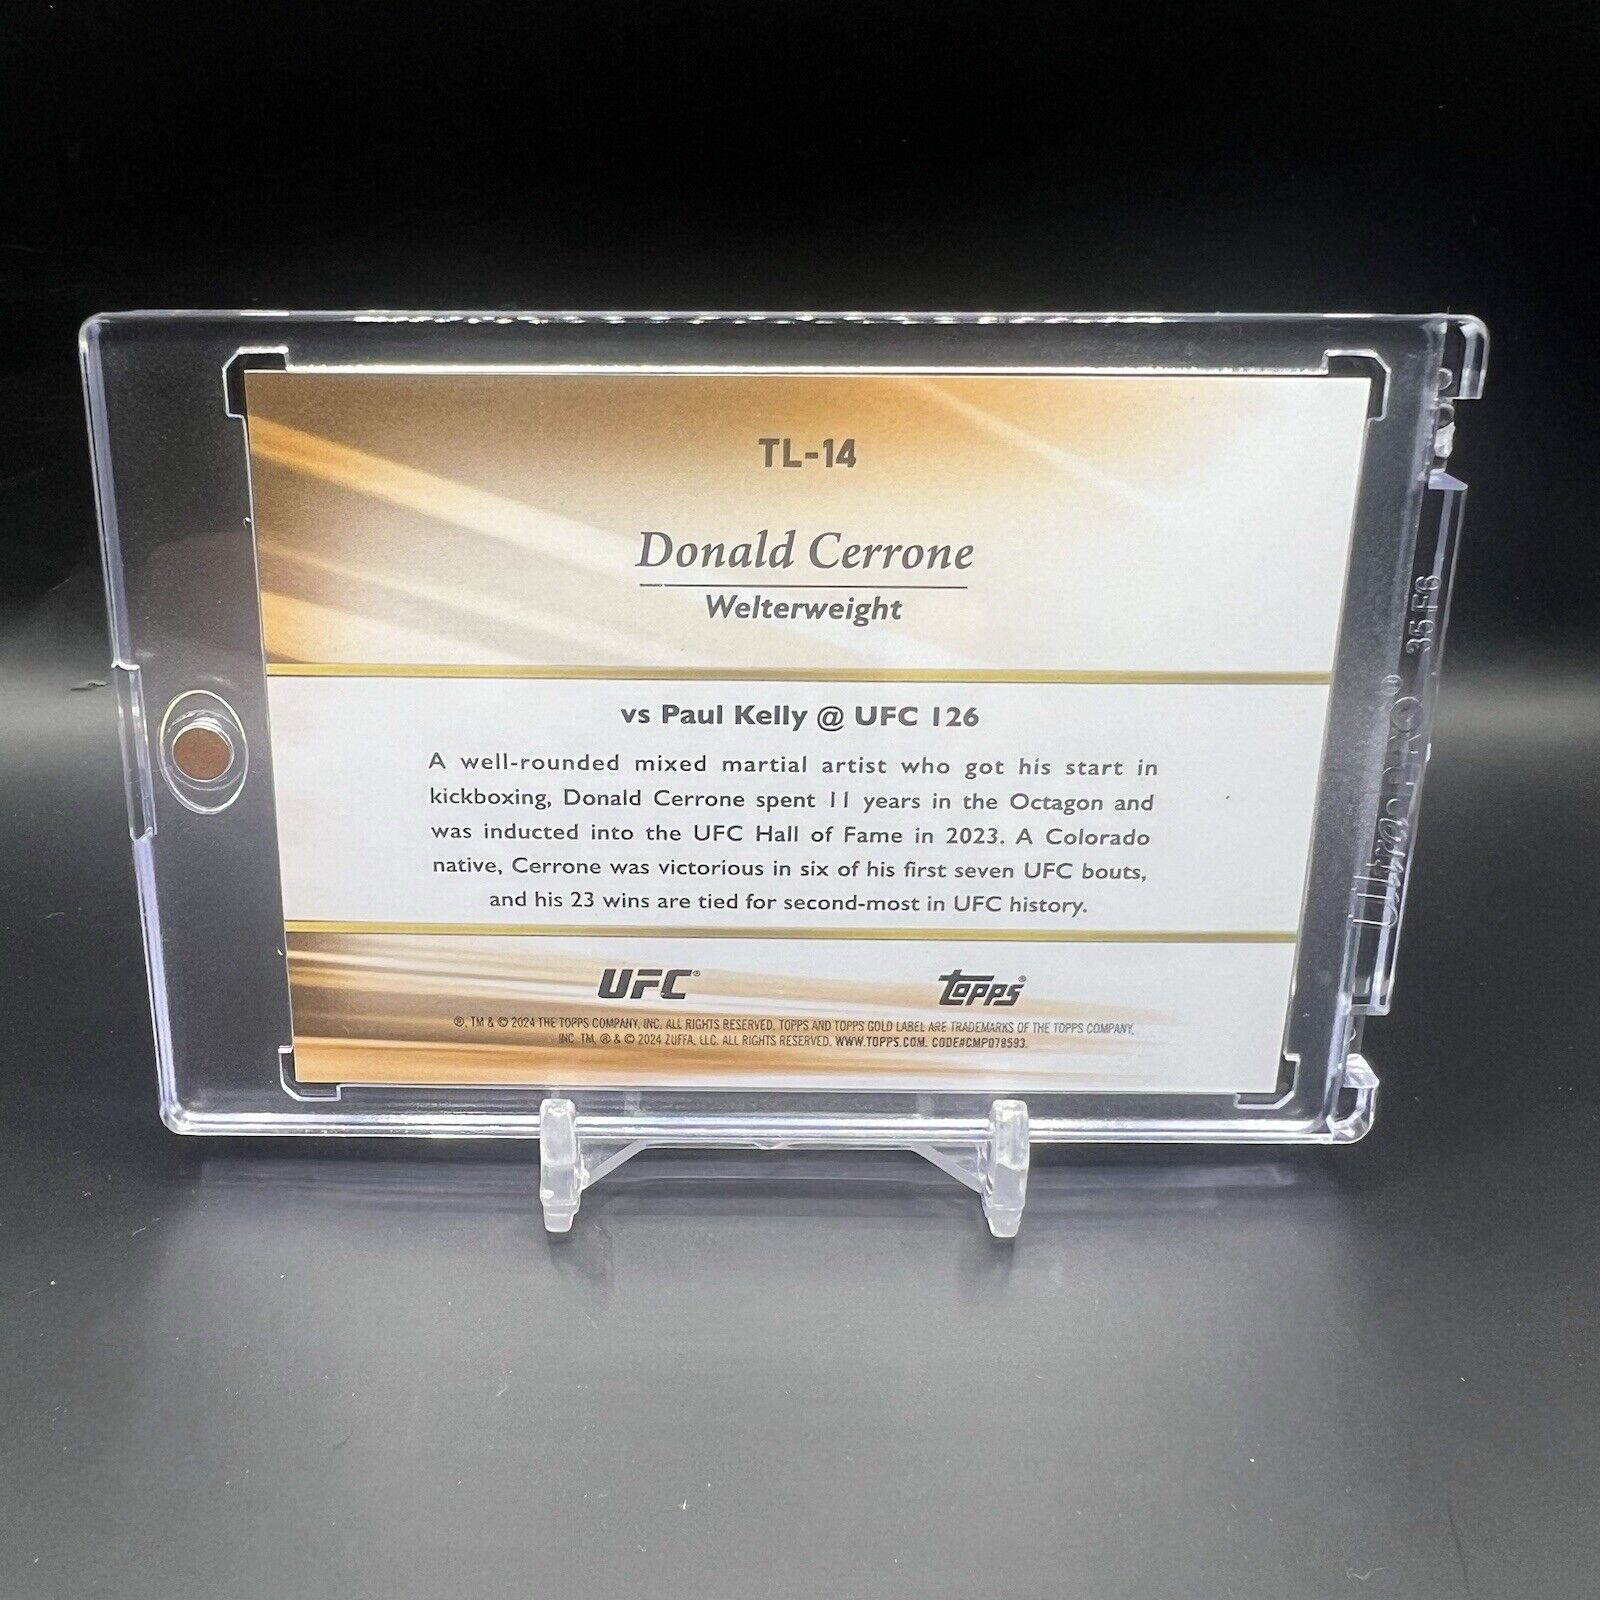 TL-14
Donald Cerrone
Welterweight
vs Paul Kelly @ UFC 126
A well-rounded mixed martial artist who got his start in
kickboxing, Donald Cerrone spent 11 years in the Octagon and
was inducted into the UFC Hall of Fame in 2023. A Colorado
native, Cerrone was victorious in six of his first seven UFC bouts,
and his 23 wins are tied for second-most in UFC history.
UFC®
topps®
®, TM & © 2024 THE TOPPS COMPANY, INC. ALL RIGHTS RESERVED. TOPPS AND TOPPS GOLD LABEL ARE TRADEMARKS OF THE TOPPS COMPANY,
INC. TM, ® & © 2024 ZUFFA, LLC. ALL RIGHTS RESERVED. WWW.TOPPS.COM. CODE#CMP078593.
35 F6